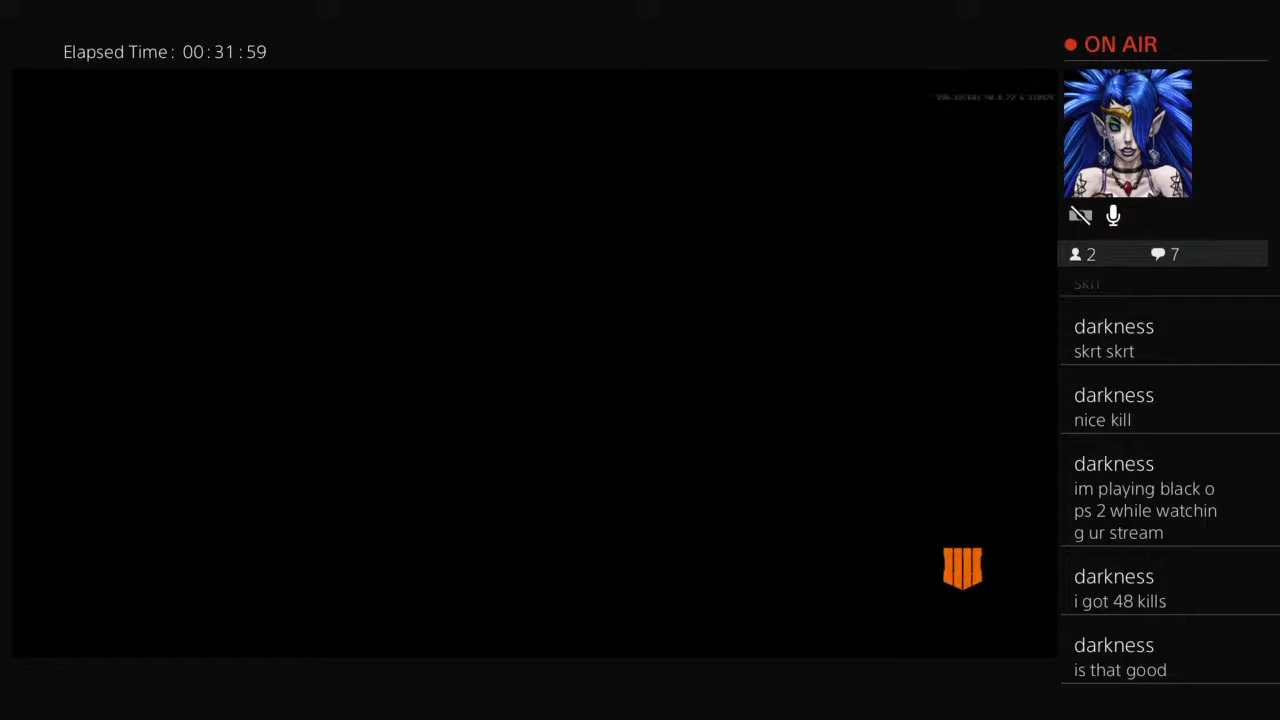 Elapsed Time: 00:31:59
ON AIR
2 7
skrt
darkness
skrt skrt
darkness
nice kill
darkness
im playing black o
ps 2 while watchin
g ur stream
darkness
i got 48 kills
darkness
is that good